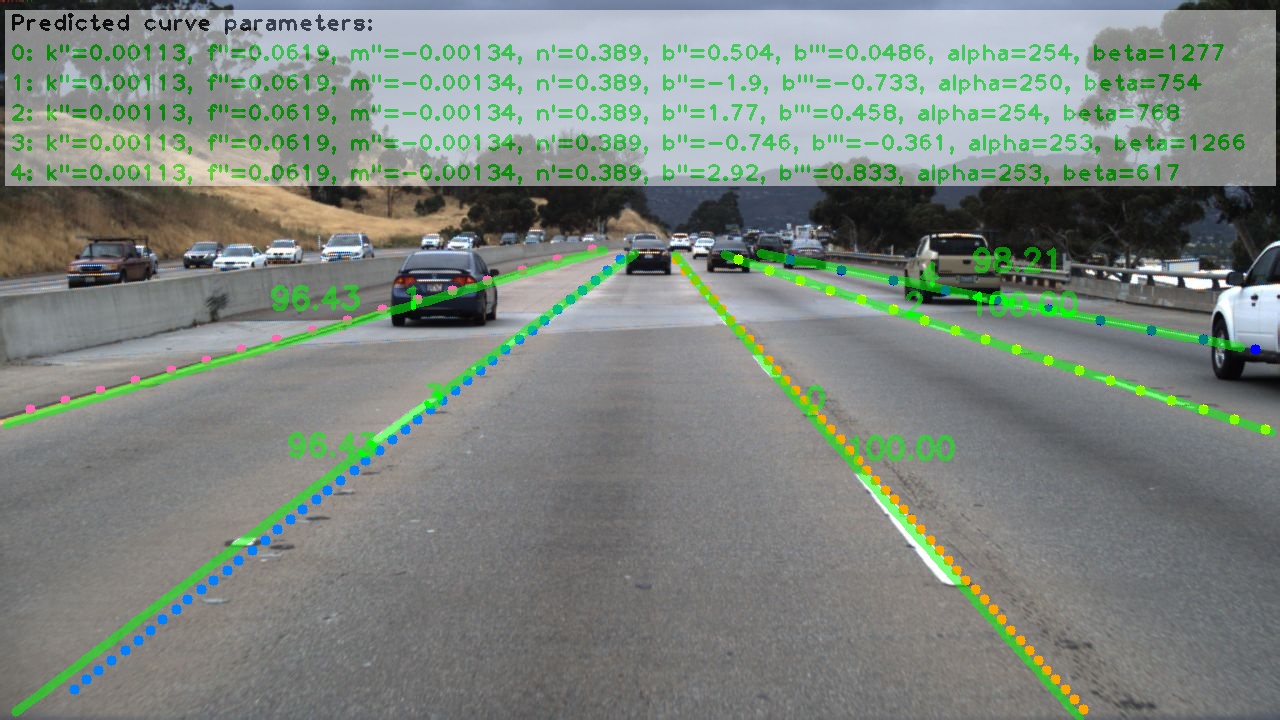 Predicted curve parameters:
0: k''=0.00113, f''=0.0619, m''=-0.00134, n'=0.389, b''=0.504, b'''=0.0486, alpha=254, beta=1277
1: k''=0.00113, f''=0.0619, m''=-0.00134, n'=0.389, b''=-1.9, b'''=-0.733, alpha=250, beta=754
2: k''=0.00113, f''=0.0619, m''=-0.00134, n'=0.389, b''=1.77, b'''=0.458, alpha=254, beta=768
3: k''=0.00113, f''=0.0619, m''=-0.00134, n'=0.389, b''=-0.746, b'''=-0.361, alpha=253, beta=1266
4: k''=0.00113, f''=0.0619, m''=-0.00134, n'=0.389, b''=2.92, b'''=0.833, alpha=253, beta=617
4 98.21
96.43 1
2 100.00
3
0
96.43
100.00